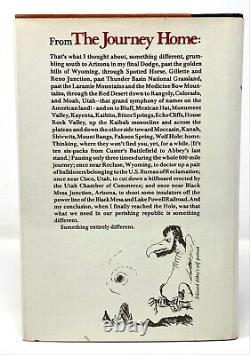 From The Journey Home:
That's what I thought about, something different, grum-
bling south to Arizona in my final Dodge, past the golden
hills of Wyoming, through Spotted Horse, Gillette and
Reno Junction, past Thunder Basin National Grassland,
past the Laramie Mountains and the Medicine Bow Moun-
tains, through the Red Desert down to Rangely, Colorado,
and Moab, Utah—that grand symphony of names on the
American land!—and on to Bluff, Mexican Hat, Monument
Valley, Kayenta, Kaibito, Bitter Springs, Echo Cliffs, House
Rock Valley, up the Kaibab monocline and across the
plateau and down the other side toward Moccasin, Kanab,
Shivwits, Mount Bangs, Pakoon Spring, Wolf Hole: home.
Thinking, where they won't find you, yet, for a while. [It's
ten six-packs from Custer's Battlefield to Abbey's last
stand.] Pausing only three times during the whole 800-mile
journey: once near Recluse, Wyoming, to doctor up a pair
of bulldozers belonging to the U.S. Bureau of Reclamation;
once near Cisco, Utah, to cut down a billboard erected by
the Utah Chamber of Commerce; and once near Black
Mesa Junction, Arizona, to shoot some insulators off the
power line of the Black Mesa and Lake Powell Railroad. And
my conclusion, when I finally reached the Hole, was that
what we need in our perishing republic is something
different.
Something entirely different.
Edward Abbey's self-portrait